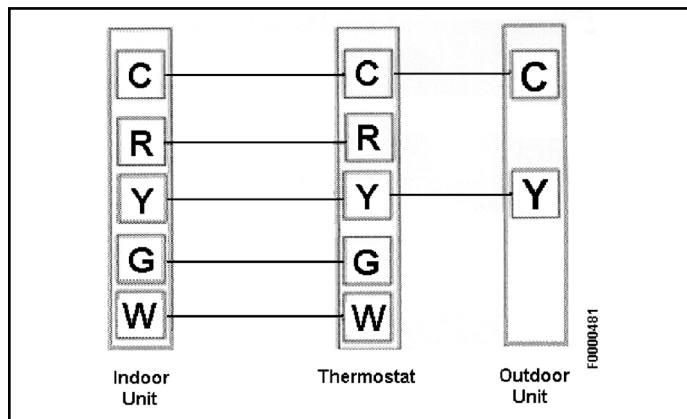 C C C
R R
Y Y Y
G G
W W
Indoor Unit
Thermostat
Outdoor Unit
F0000481